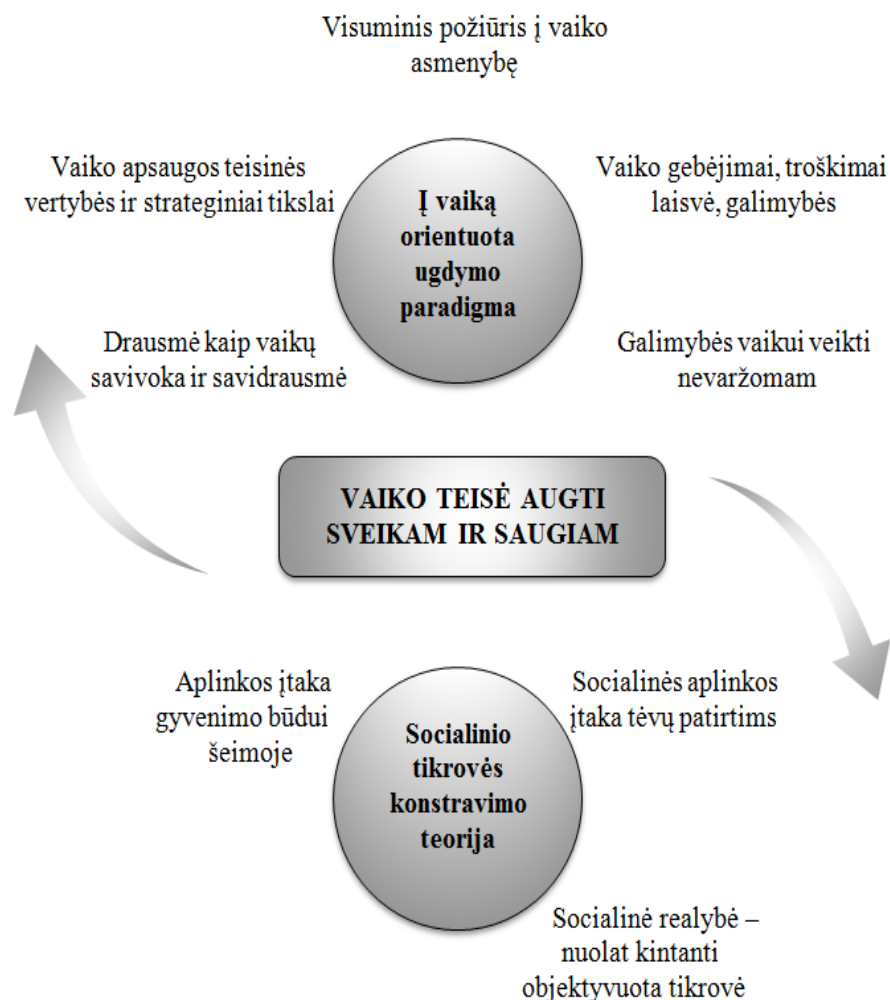 Visuminis požiūris į vaiko
asmenybę
Vaiko apsaugos teisinės
vertybės ir strateginiai tikslai
Į vaiką
orientuota
ugdymo
paradigma
Vaiko gebėjimai, troškimai
laisvė, galimybės
Drausmė kaip vaikų
savivoka ir savidrausmė
Galimybės vaikui veikti
nevaržomam
VAIKO TEISĖ AUGTI
SVEIKAM IR SAUGIAM
Aplinkos įtaka
gyvenimo būdui
šeimoje
Socialinio
tikrovės
konstravimo
teorija
Socialinės aplinkos
įtaka tėvų patirtims
Socialinė realybė –
nuolat kintanti
objektyvuota tikrovė